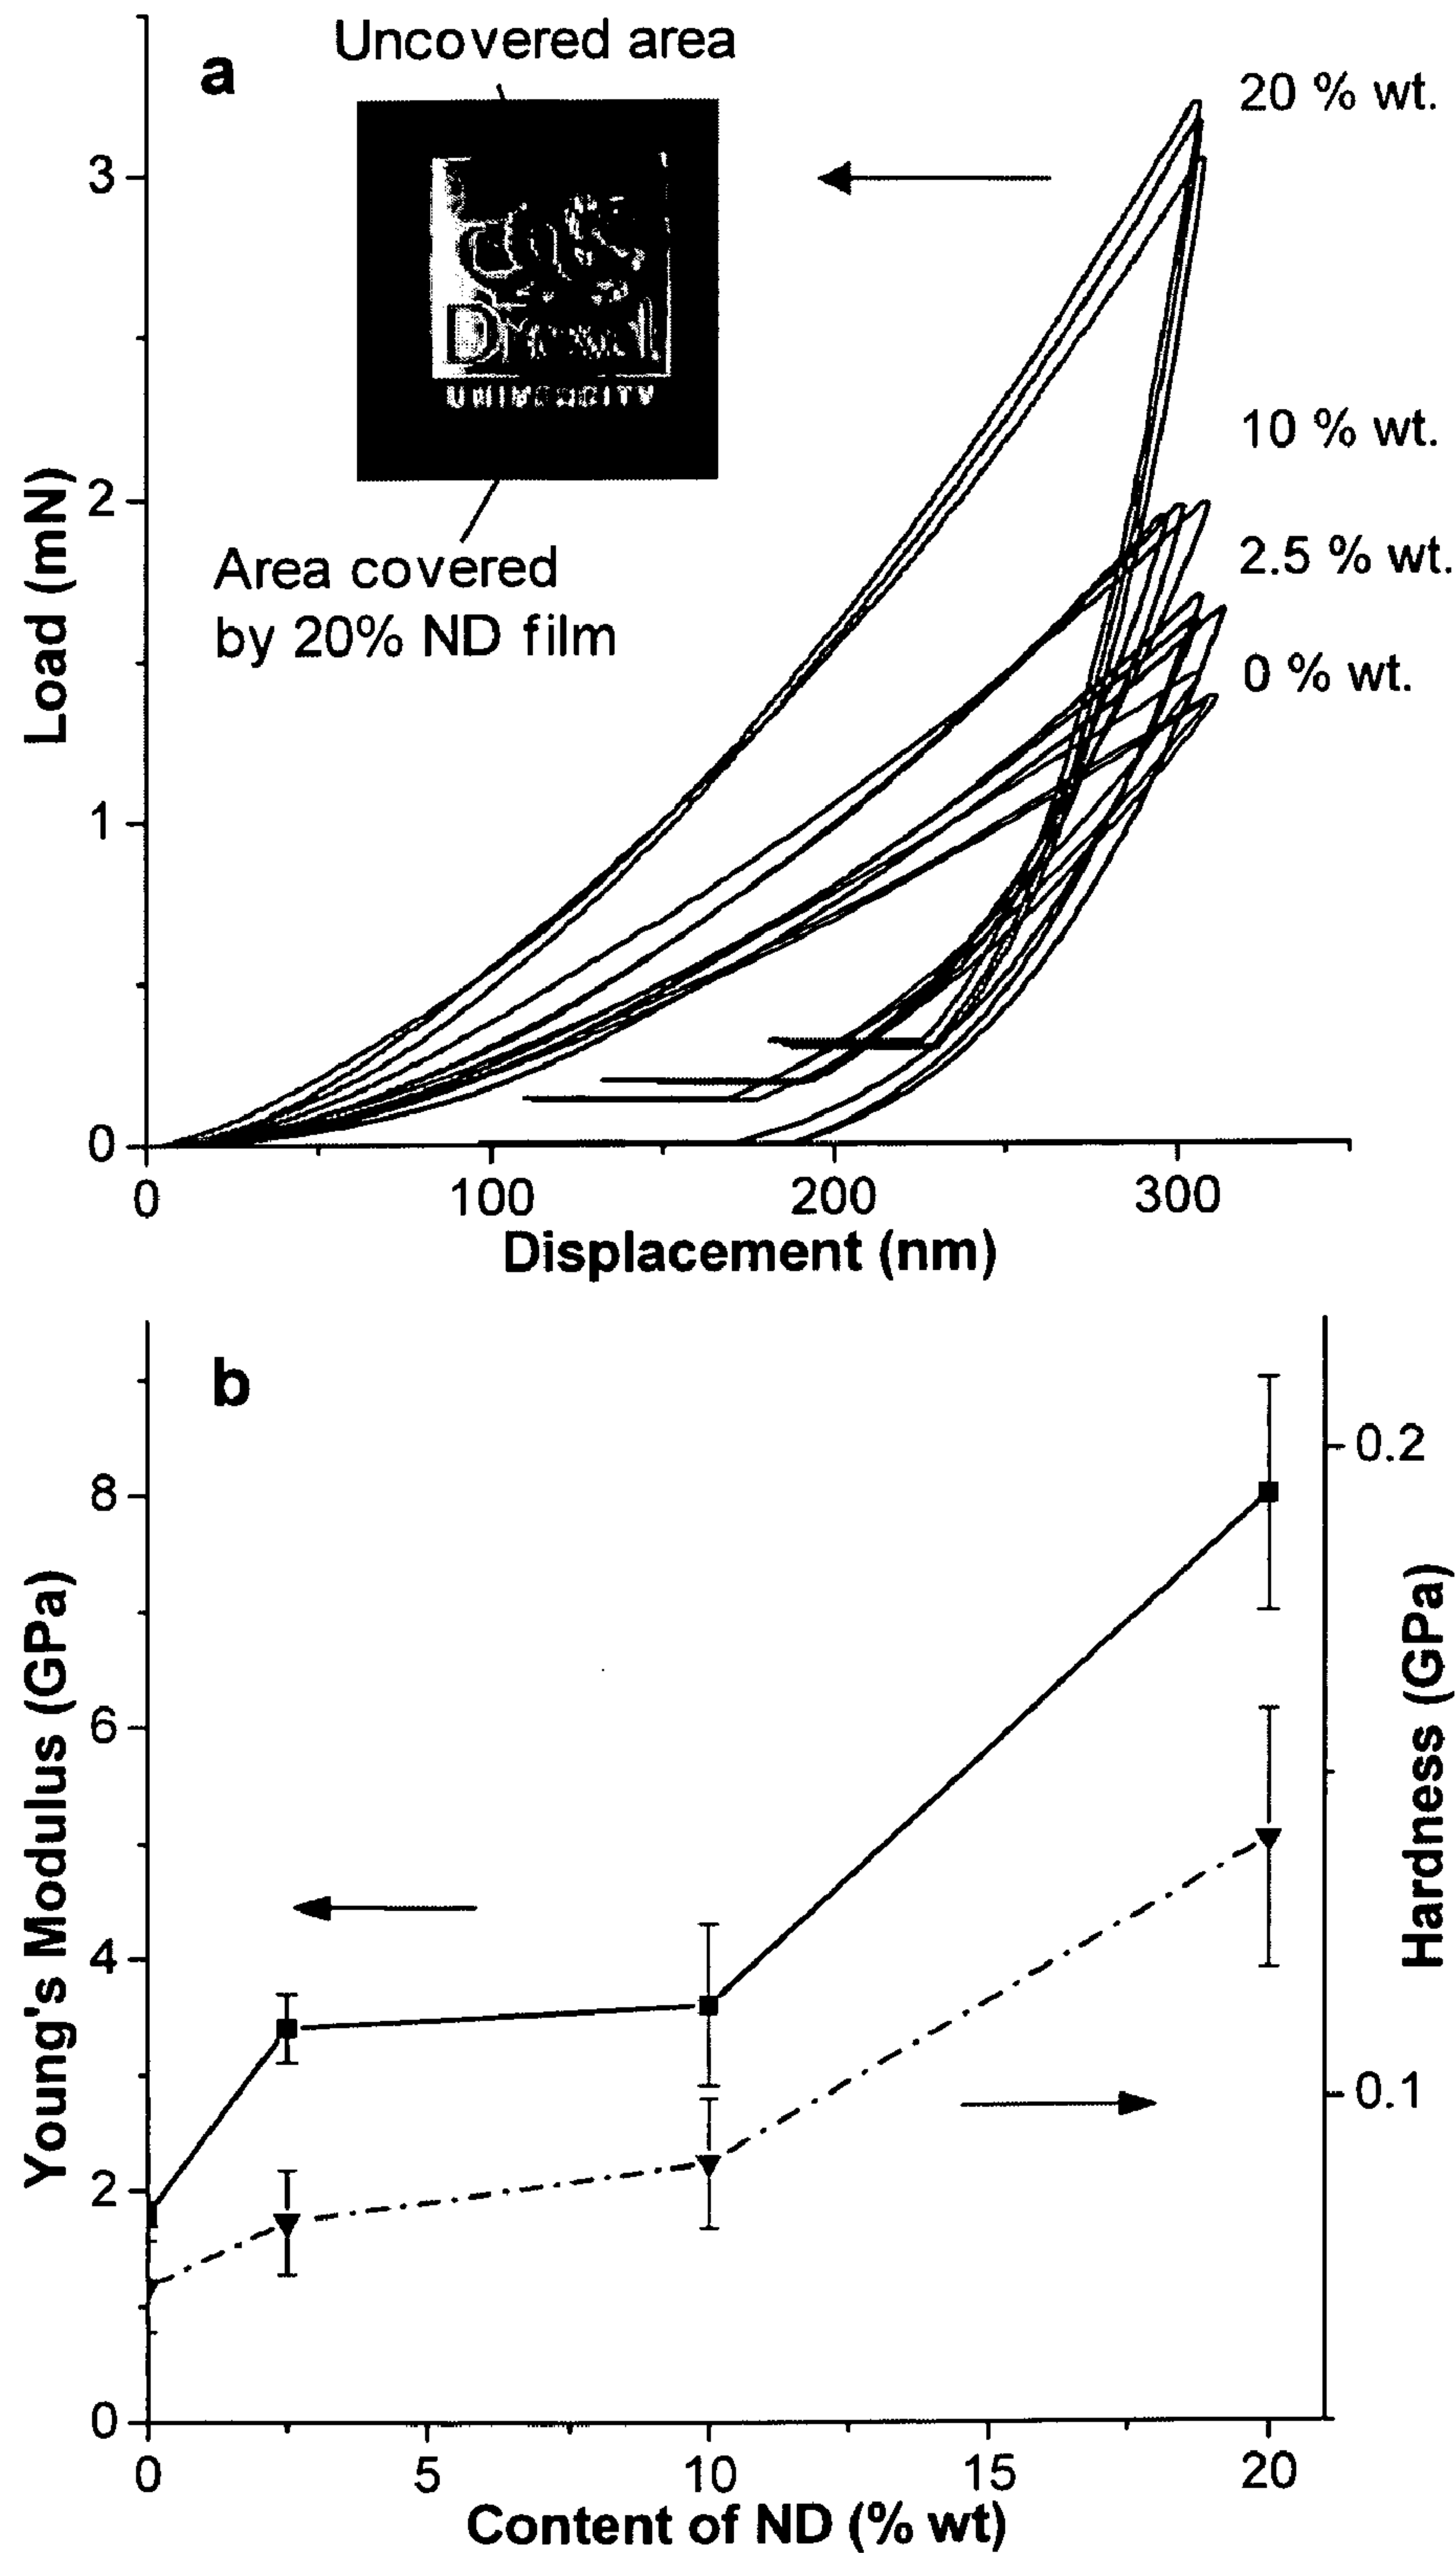 a
Uncovered area
20 % wt.
3
Drexel
UNIVERSITY
10 % wt.
2
2.5 % wt.
Area covered
by 20% ND film
0 % wt.
Load (mN)
1
0
0
100
200
300
Displacement (nm)
b
0.2
8
6
4
0.1
2
0
Young's Modulus (GPa)
Hardness (GPa)
0
5
10
15
20
Content of ND (% wt)